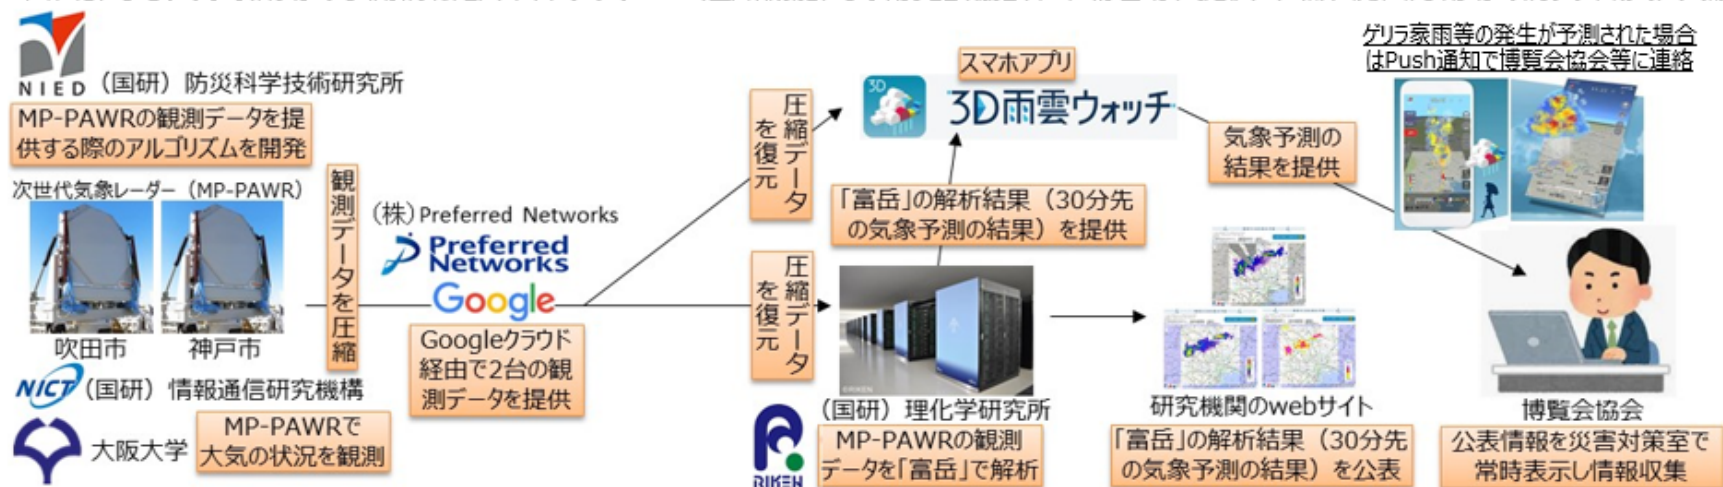 NIED
(国研)防災科学技術研究所
MP-PAWRの観測データを提
供する際のアルゴリズムを開発
次世代気象レーダー(MP-PAWR)
吹田市
神戸市
NICT
(国研)情報通信研究機構
大阪大学
MP-PAWRで
大気の状況を観測
観測データを圧縮
(株)Preferred Networks
Preferred
Networks
Google
Googleクラウド
経由で2台の観
測データを提供
圧縮データ
を復元
圧縮データ
を復元
スマホアプリ
3D
3D雨雲ウォッチ
「富岳」の解析結果(30分先
の気象予測の結果)を提供
©RIKEN
(国研)理化学研究所
RIKEN
MP-PAWRの観測
データを「富岳」で解析
研究機関のwebサイト
「富岳」の解析結果(30分先
の気象予測の結果)を公表
気象予測の
結果を提供
ゲリラ豪雨等の発生が予測された場合
はPush通知で博覧会協会等に連絡
博覧会協会
公表情報を災害対策室で
常時表示し情報収集